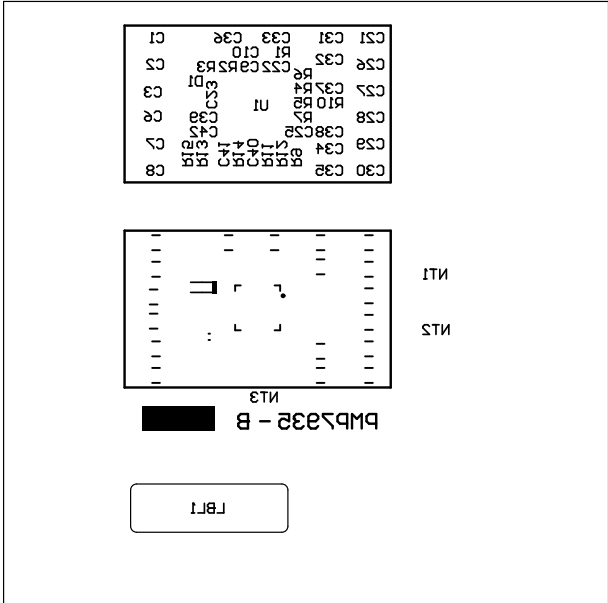 C1 C36 C33 C31 C21
C10 R1
C2 R3 R2 C9 C22 C32 C26
D1 R6
C3 C23 R4 C37 C27
U1 R5 R10
C6 C39 R7 C28
C42 C25 C38
C7 R15 R13 C41 R14 C40 R11 R12 R9 C34 C29
C8 C35 C30
NT1
NT2
NT3
PMP7935 - B
LBL1